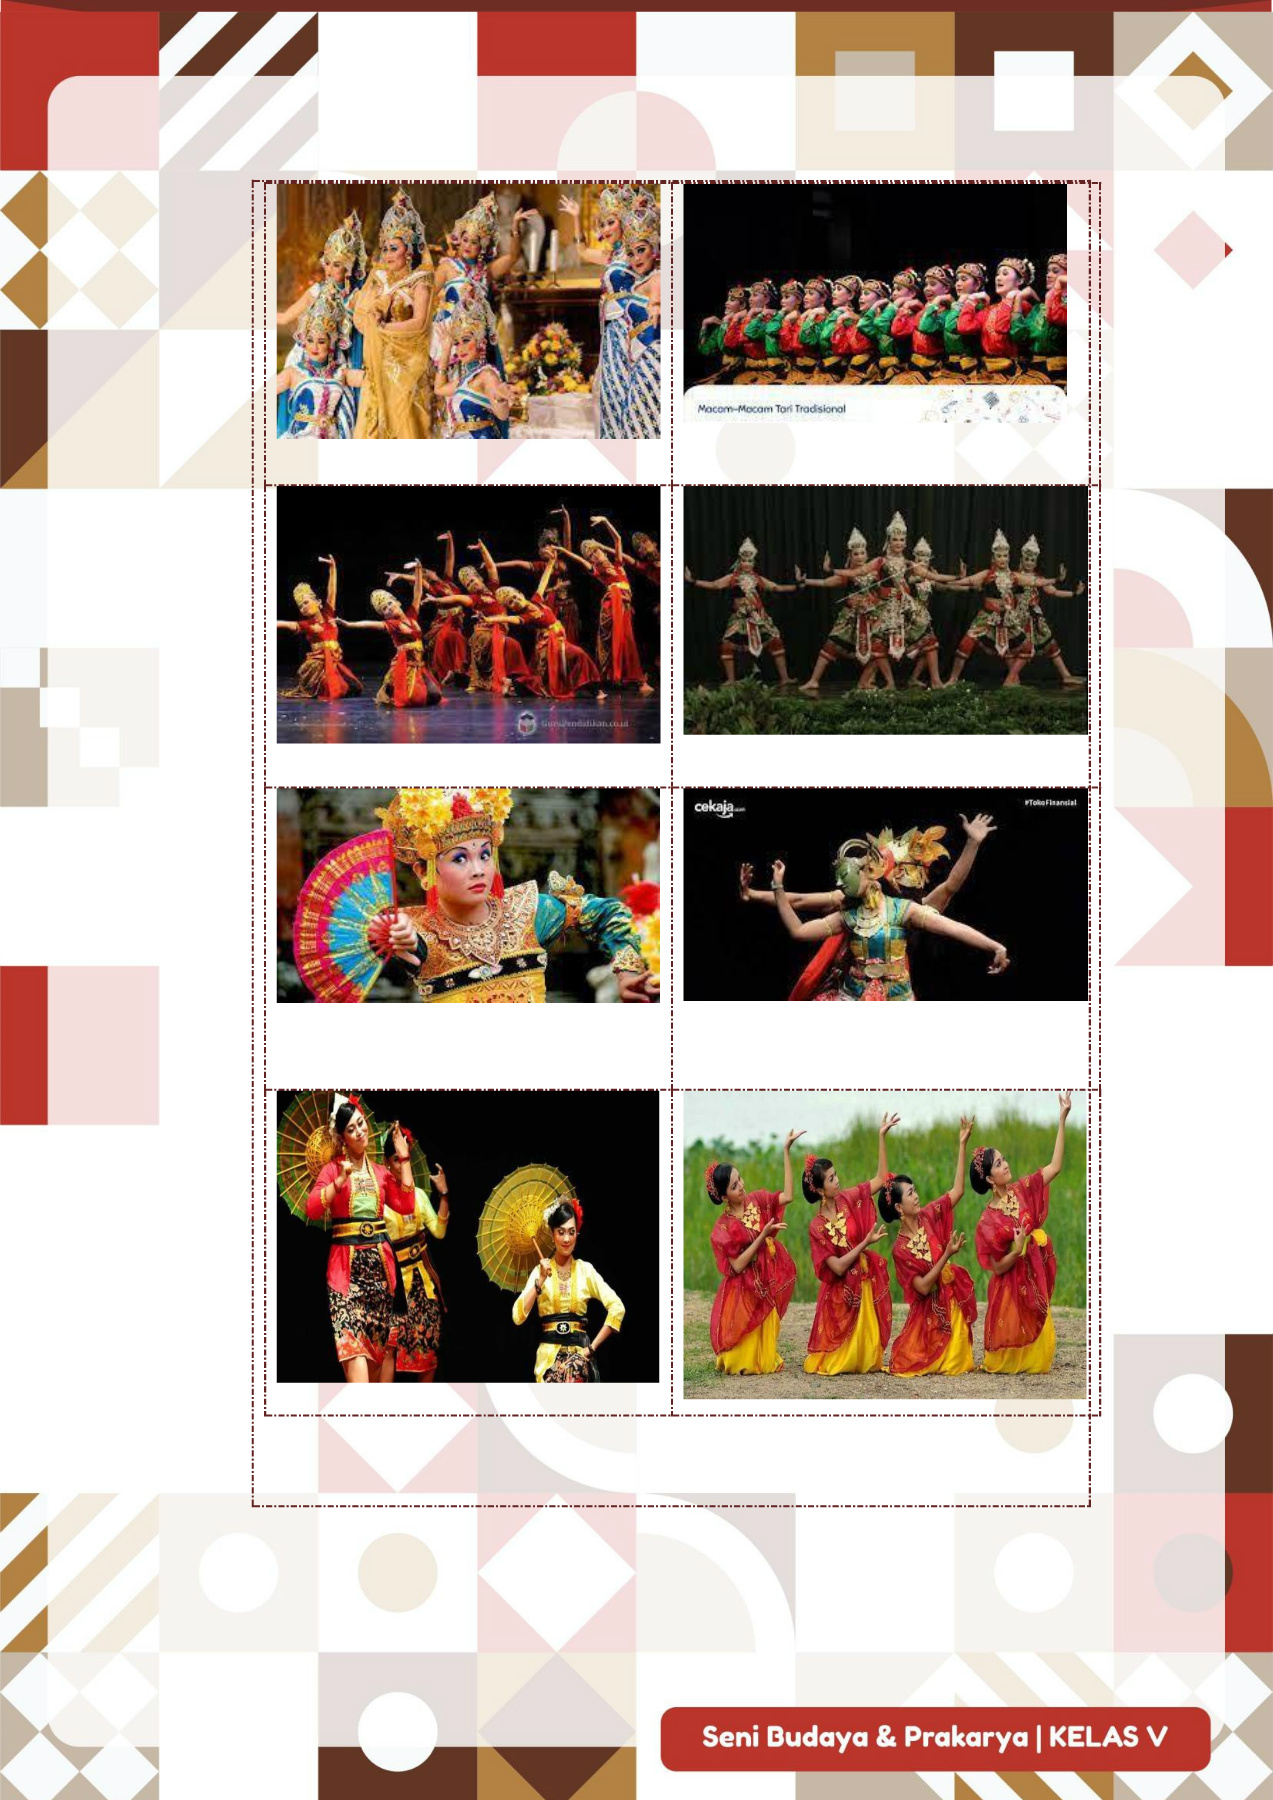 Macam-Macam Tari Tradisional
cekaja.com
#TokoFinansial
Seni Budaya & Prakarya | KELAS V